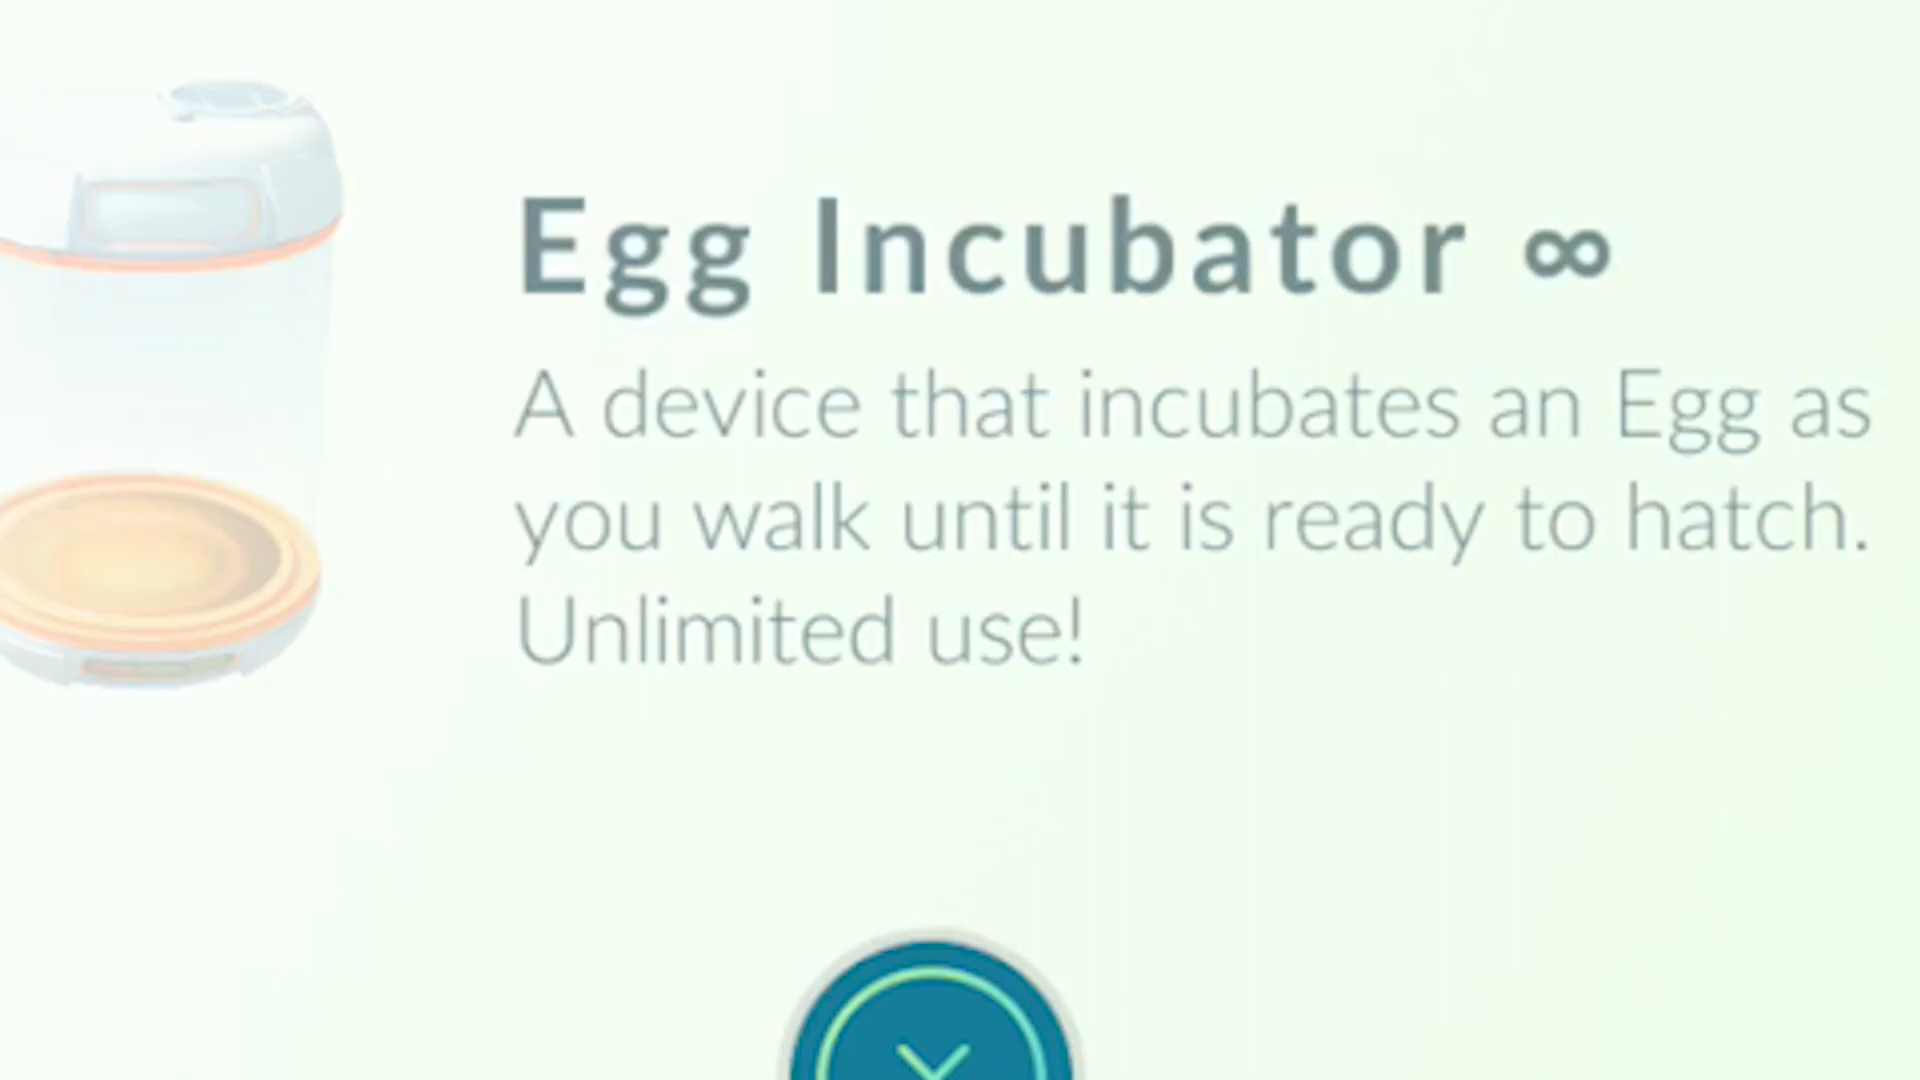 Egg Incubator ∞
A device that incubates an Egg as
you walk until it is ready to hatch.
Unlimited use!